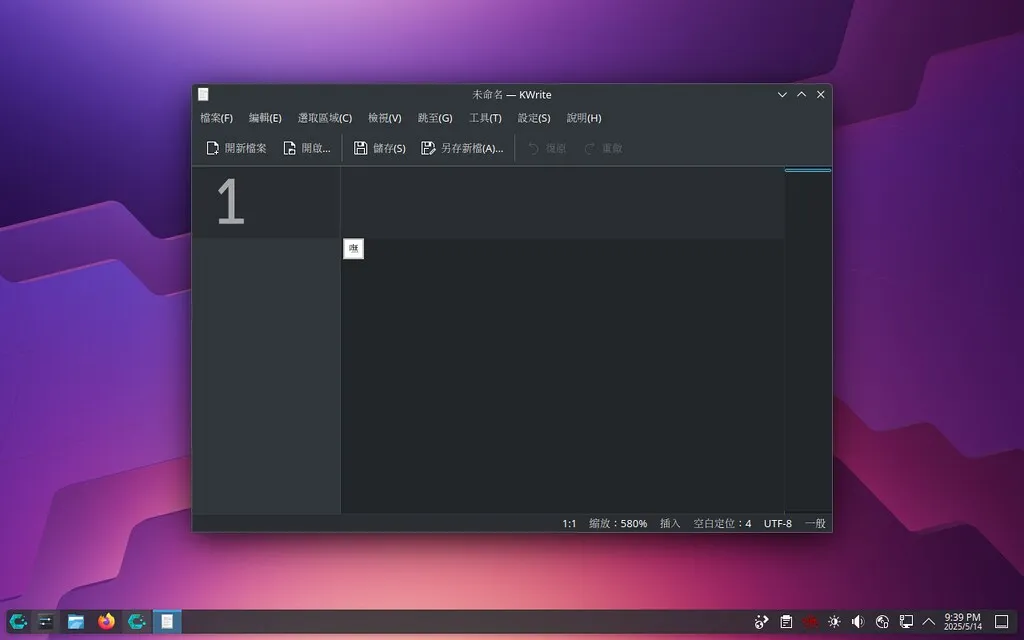 未命名 — KWrite
檔案(F) 編輯(E) 選取區域(C) 檢視(V) 跳至(G) 工具(T) 設定(S) 說明(H)
開新檔案 開啟... 儲存(S) 另存新檔(A)... 復原 重做
1
1:1 縮放：580% 插入 空白定位：4 UTF-8 一般
9:39 PM
2025/5/14